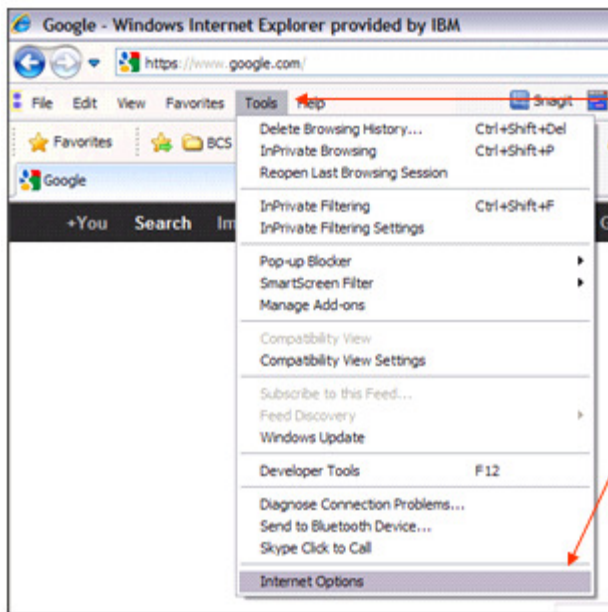 Google - Windows Internet Explorer provided by IBM
https://www.google.com/
File Edit View Favorites Tools Help Snagit
Favorites BCS
Google
+You Search Im
Delete Browsing History... Ctrl+Shift+Del
InPrivate Browsing Ctrl+Shift+P
Reopen Last Browsing Session
InPrivate Filtering Ctrl+Shift+F
InPrivate Filtering Settings
Pop-up Blocker
SmartScreen Filter
Manage Add-ons
Compatibility View
Compatibility View Settings
Subscribe to this Feed...
Feed Discovery
Windows Update
Developer Tools F12
Diagnose Connection Problems...
Send to Bluetooth Device...
Skype Click to Call
Internet Options